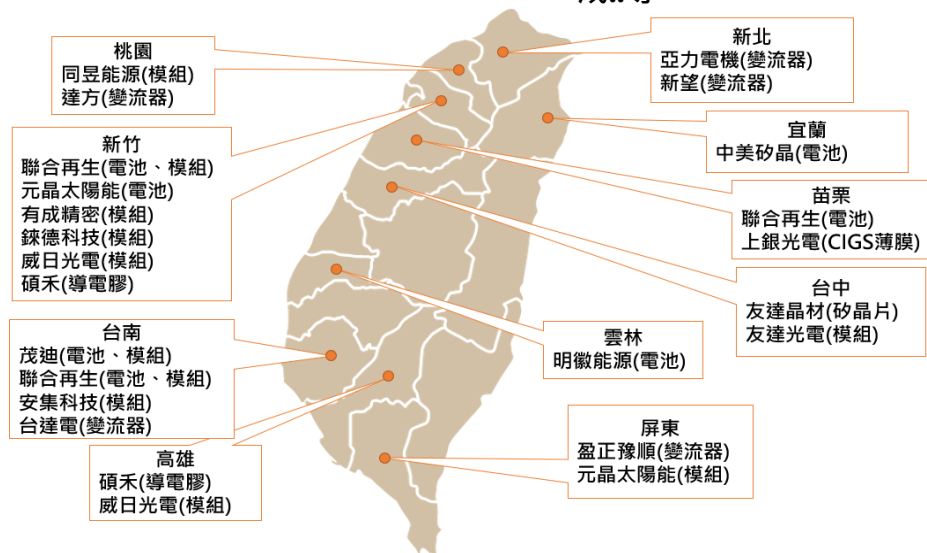 桃園
同昱能源(模組)
達方(變流器)
新北
亞力電機(變流器)
新望(變流器)
新竹
聯合再生(電池、模組)
元晶太陽能(電池)
有成精密(模組)
錸德科技(模組)
威日光電(模組)
碩禾(導電膠)
宜蘭
中美矽晶(電池)
苗栗
聯合再生(電池)
上銀光電(CIGS薄膜)
台中
友達晶材(矽晶片)
友達光電(模組)
台南
茂迪(電池、模組)
聯合再生(電池、模組)
安集科技(模組)
台達電(變流器)
雲林
明徽能源(電池)
高雄
碩禾(導電膠)
威日光電(模組)
屏東
盈正豫順(變流器)
元晶太陽能(模組)